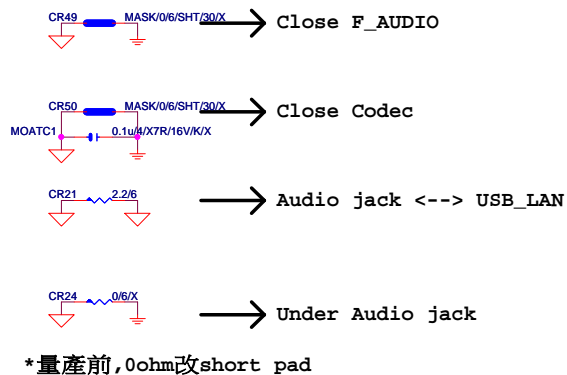 CR49 MASK/0/6/SHT/30/X Close F_AUDIO
CR50 MASK/0/6/SHT/30/X Close Codec
MOATC1 0.1u/4/X7R/16V/K/X
CR21 2.2/6 Audio jack <--> USB_LAN
CR24 0/6/X Under Audio jack
*量產前,0ohm改short pad